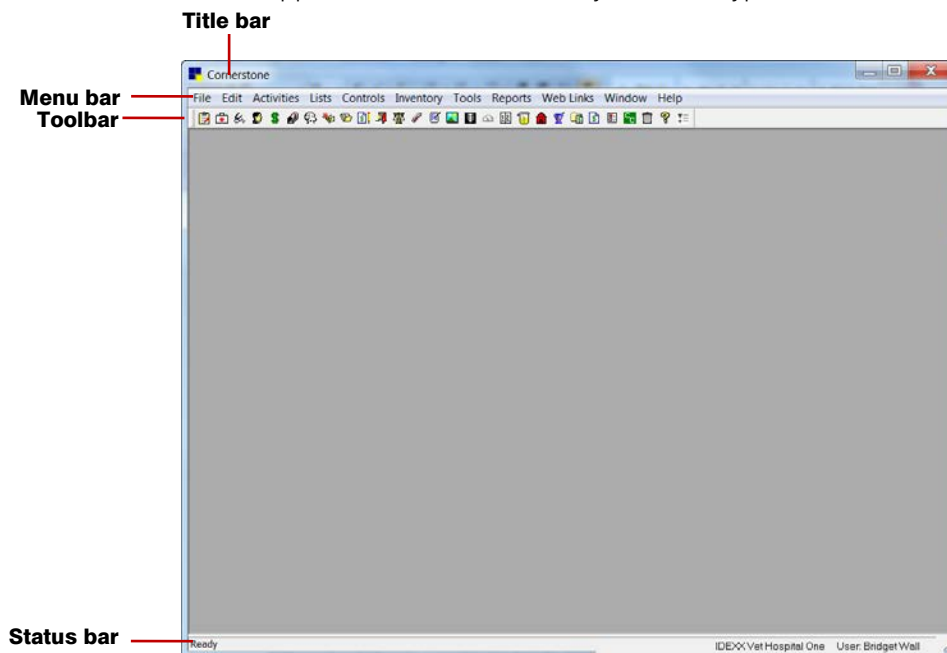 Title bar
Cornerstone
Menu bar
File Edit Activities Lists Controls Inventory Tools Reports Web Links Window Help
Toolbar
Status bar
Ready
IDEXX Vet Hospital One User: Bridget Wall